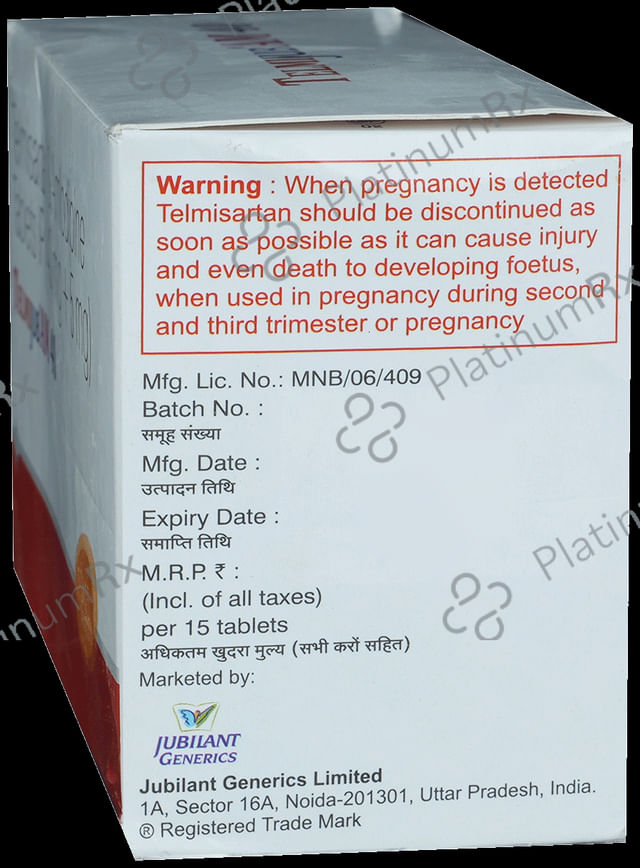 Warning : When pregnancy is detected
Telmisartan should be discontinued as
soon as possible as it can cause injury
and even death to developing foetus,
when used in pregnancy during second
and third trimester or pregnancy
Mfg. Lic. No.: MNB/06/409
Batch No. :
समूह संख्या
Mfg. Date :
उत्पादन तिथि
Expiry Date :
समाप्ति तिथि
M.R.P. ₹ :
(Incl. of all taxes)
per 15 tablets
अधिकतम खुदरा मुल्य (सभी करों सहित)
Marketed by:
JUBILANT
GENERICS
Jubilant Generics Limited
1A, Sector 16A, Noida-201301, Uttar Pradesh, India.
® Registered Trade Mark
PlatinumRx
PlatinumRx
PlatinumRx